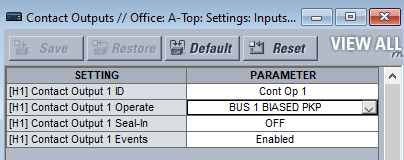 Contact Outputs // Office: A-Top: Settings: Inputs...
Save Restore Default Reset VIEW ALL
SETTING PARAMETER
[H1] Contact Output 1 ID Cont Op 1
[H1] Contact Output 1 Operate BUS 1 BIASED PKP
[H1] Contact Output 1 Seal-In OFF
[H1] Contact Output 1 Events Enabled